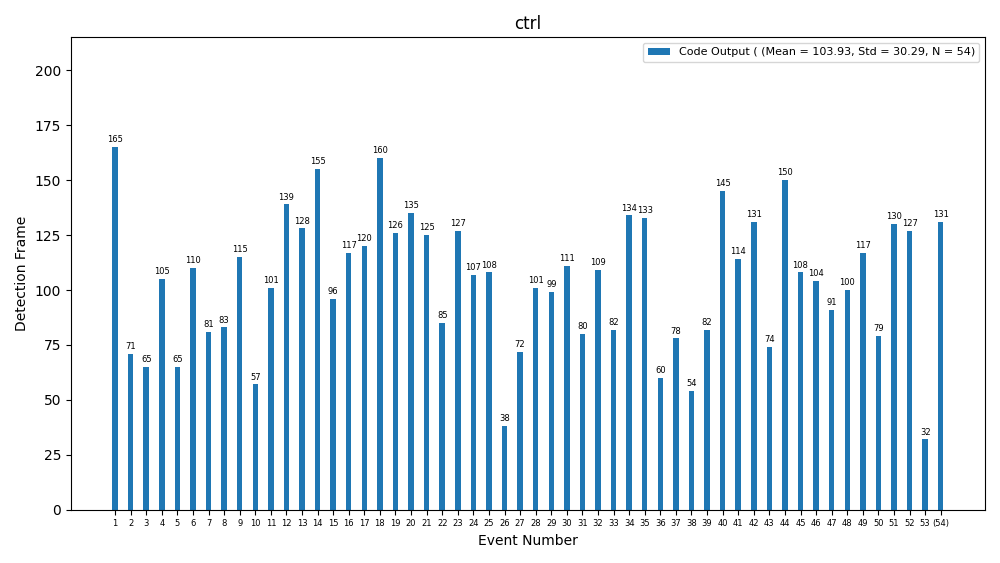 ctrl
Code Output ( (Mean = 103.93, Std = 30.29, N = 54)
Detection Frame
200
175
150
125
100
75
50
25
0
165 71 65 105 65 110 81 83 115 57 101 139 128 155 96 117 120 160 126 135 125 85 127 107 108 38 72 101 99 111 80 109 82 134 133 60 78 54 82 145 114 131 74 150 108 104 91 100 117 79 130 127 32 131
1 2 3 4 5 6 7 8 9 10 11 12 13 14 15 16 17 18 19 20 21 22 23 24 25 26 27 28 29 30 31 32 33 34 35 36 37 38 39 40 41 42 43 44 45 46 47 48 49 50 51 52 53 (54)
Event Number